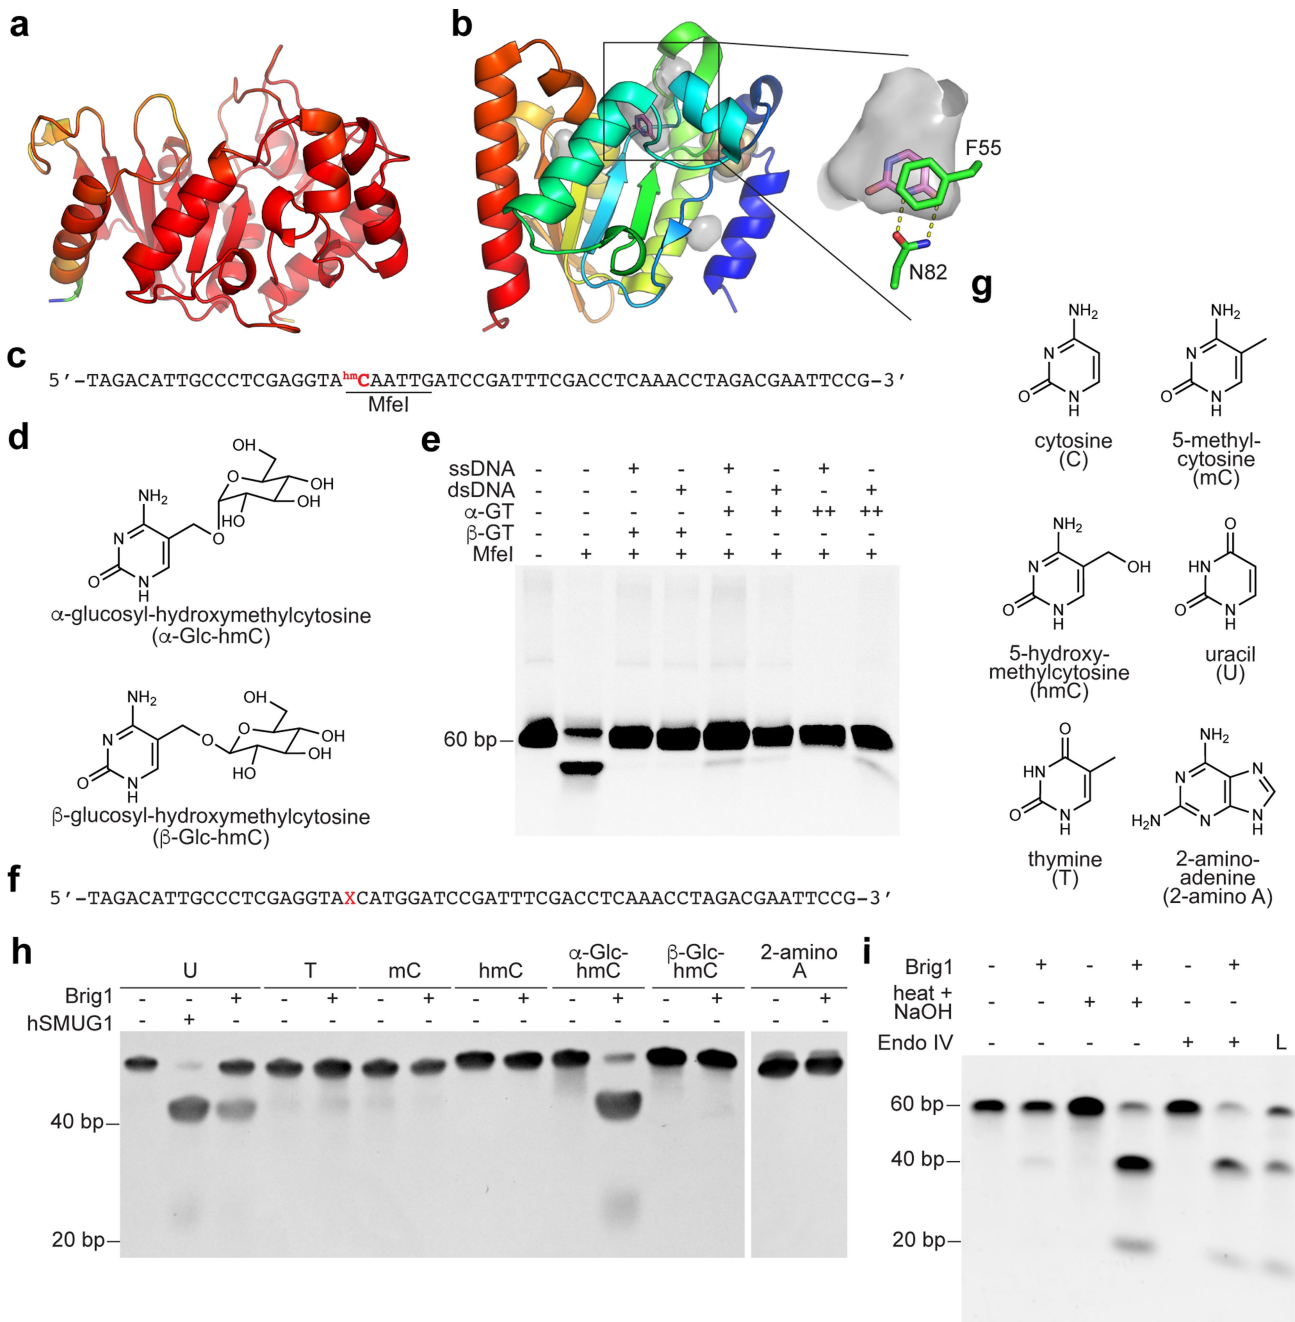 a
b
F55
N82
c
5′-TAGACATTGCCCTCGAGGTAhmCAATTGATCCGATTTCGACCTCAAACCTAGACGAATTCCG-3′
MfeI
d
OH
O
OH
OH
HO
NH2
N
O
O
N
H
α-glucosyl-hydroxymethylcytosine
(α-Glc-hmC)
NH2
OH
N
O
O
OH
OH
HO
O
N
H
β-glucosyl-hydroxymethylcytosine
(β-Glc-hmC)
e
ssDNA - - + - + - + -
dsDNA - - - + - + - +
α-GT - - - - + + ++ ++
β-GT - - + + - - - -
MfeI - + + + + + + +
60 bp
f
5′-TAGACATTGCCCTCGAGGTAXCATGGATCCGATTTCGACCTCAAACCTAGACGAATTCCG-3′
g
NH2
N
O
N
H
cytosine
(C)
NH2
N
O
N
H
5-methyl-
cytosine
(mC)
NH2
N
OH
O
N
H
5-hydroxy-
methylcytosine
(hmC)
O
HN
O
N
H
uracil
(U)
O
HN
O
N
H
thymine
(T)
NH2
N
N
H2N
N
N
H
2-amino-
adenine
(2-amino A)
h
U
T
mC
hmC
α-Glc-
hmC
β-Glc-
hmC
2-amino
A
Brig1 - - + - + - + - + - + - + - +
hSMUG1 - + - - - - - - - - - - - - -
40 bp
20 bp
i
Brig1 - + - + - +
heat +
NaOH - - + + - -
Endo IV - - - - + + L
60 bp
40 bp
20 bp